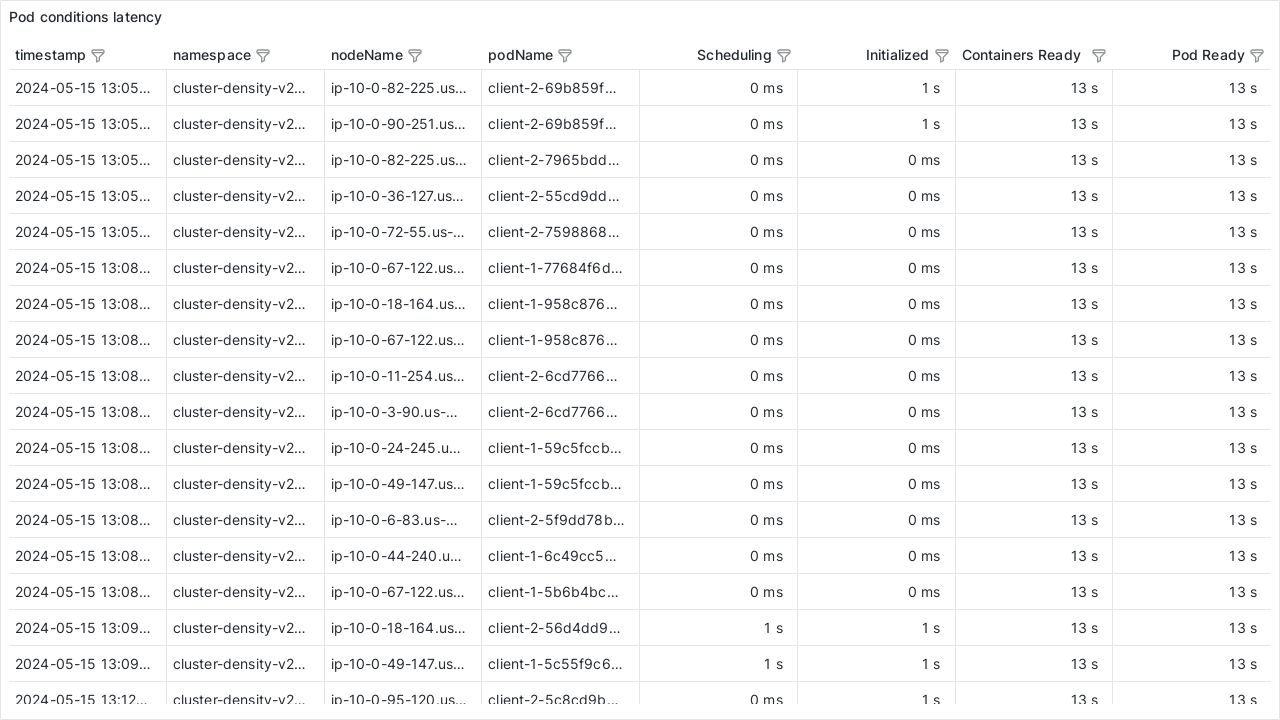 Pod conditions latency
timestamp namespace nodeName podName Scheduling Initialized Containers Ready Pod Ready
2024-05-15 13:05... cluster-density-v2... ip-10-0-82-225.us... client-2-69b859f... 0 ms 1 s 13 s 13 s
2024-05-15 13:05... cluster-density-v2... ip-10-0-90-251.us... client-2-69b859f... 0 ms 1 s 13 s 13 s
2024-05-15 13:05... cluster-density-v2... ip-10-0-82-225.us... client-2-7965bdd... 0 ms 0 ms 13 s 13 s
2024-05-15 13:05... cluster-density-v2... ip-10-0-36-127.us... client-2-55cd9dd... 0 ms 0 ms 13 s 13 s
2024-05-15 13:05... cluster-density-v2... ip-10-0-72-55.us-... client-2-7598868... 0 ms 0 ms 13 s 13 s
2024-05-15 13:08... cluster-density-v2... ip-10-0-67-122.us... client-1-77684f6d... 0 ms 0 ms 13 s 13 s
2024-05-15 13:08... cluster-density-v2... ip-10-0-18-164.us... client-1-958c876... 0 ms 0 ms 13 s 13 s
2024-05-15 13:08... cluster-density-v2... ip-10-0-67-122.us... client-1-958c876... 0 ms 0 ms 13 s 13 s
2024-05-15 13:08... cluster-density-v2... ip-10-0-11-254.us... client-2-6cd7766... 0 ms 0 ms 13 s 13 s
2024-05-15 13:08... cluster-density-v2... ip-10-0-3-90.us-... client-2-6cd7766... 0 ms 0 ms 13 s 13 s
2024-05-15 13:08... cluster-density-v2... ip-10-0-24-245.u... client-1-59c5fccb... 0 ms 0 ms 13 s 13 s
2024-05-15 13:08... cluster-density-v2... ip-10-0-49-147.us... client-1-59c5fccb... 0 ms 0 ms 13 s 13 s
2024-05-15 13:08... cluster-density-v2... ip-10-0-6-83.us-... client-2-5f9dd78b... 0 ms 0 ms 13 s 13 s
2024-05-15 13:08... cluster-density-v2... ip-10-0-44-240.u... client-1-6c49cc5... 0 ms 0 ms 13 s 13 s
2024-05-15 13:08... cluster-density-v2... ip-10-0-67-122.us... client-1-5b6b4bc... 0 ms 0 ms 13 s 13 s
2024-05-15 13:09... cluster-density-v2... ip-10-0-18-164.us... client-2-56d4dd9... 1 s 1 s 13 s 13 s
2024-05-15 13:09... cluster-density-v2... ip-10-0-49-147.us... client-1-5c55f9c6... 1 s 1 s 13 s 13 s
2024-05-15 13:12... cluster-density-v2... ip-10-0-95-120.us... client-2-5c8cd9b... 0 ms 1 s 13 s 13 s